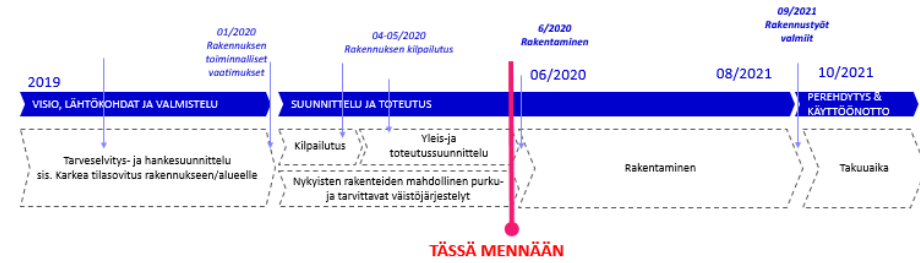 01/2020
Rakennuksen
toiminnalliset
vaatimukset
04-05/2020
Rakennuksen kilpailutus
6/2020
Rakentaminen
09/2021
Rakennustyöt
valmiit
2019
06/2020
08/2021
10/2021
VISIO, LÄHTÖKOHDAT JA VALMISTELU
SUUNNITTELU JA TOTEUTUS
PEREHDYTYS &
KÄYTTÖÖNOTTO
Tarveselvitys- ja hankesuunnittelu
sis. Karkea tilasovitus rakennukseen/alueelle
Kilpailutus
Yleis-ja
toteutussuunnittelu
Nykyisten rakenteiden mahdollinen purku-
ja tarvittavat väistöjärjestelyt
Rakentaminen
Takuuaika
TÄSSÄ MENNÄÄN